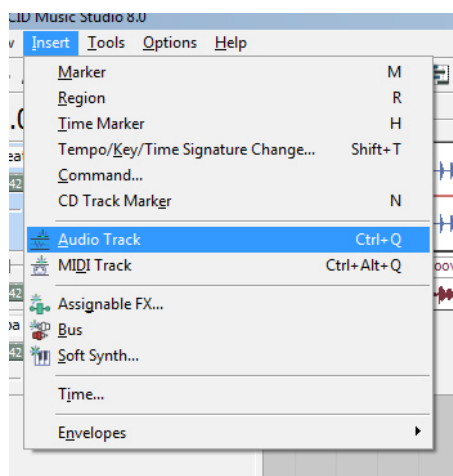 CID Music Studio 8.0
Insert Tools Options Help
Marker M
Region R
Time Marker H
Tempo/Key/Time Signature Change... Shift+T
Command...
CD Track Marker N
Audio Track Ctrl+Q
MIDI Track Ctrl+Alt+Q
Assignable FX...
Bus
Soft Synth...
Time...
Envelopes